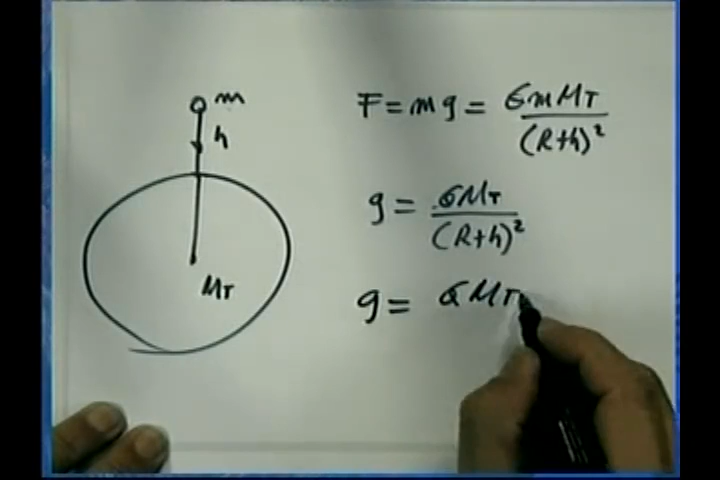 m
h
M_T
F = mg = GmM_T / (R+h)²
g = GM_T / (R+h)²
g = GM_T